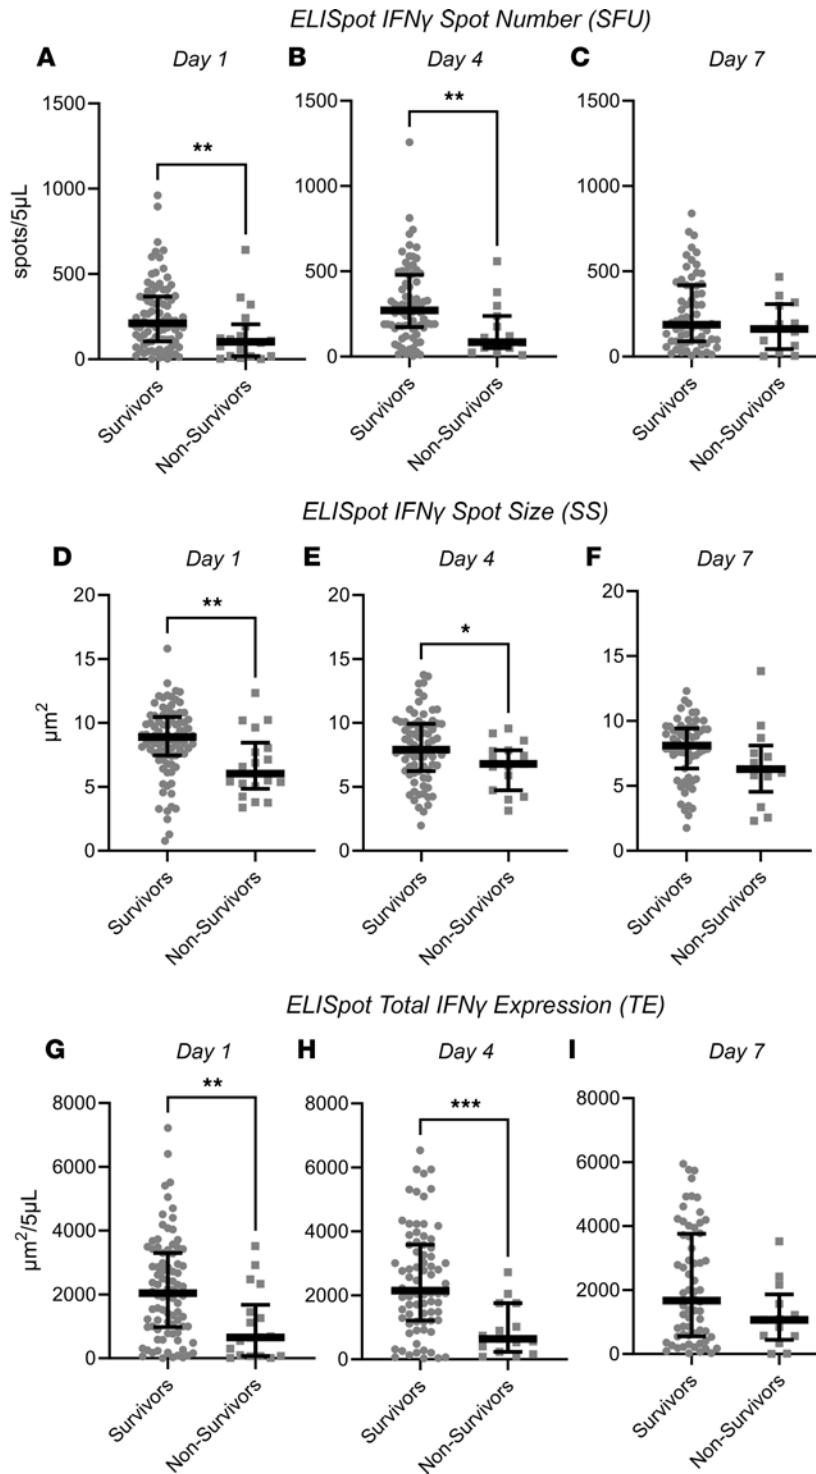 ELISpot IFNγ Spot Number (SFU)
A Day 1 B Day 4 C Day 7
1500 1500 1500
** **
1000 1000 1000
spots/5µL
500 500 500
0 0 0
Survivors Non-Survivors Survivors Non-Survivors Survivors Non-Survivors
ELISpot IFNγ Spot Size (SS)
D Day 1 E Day 4 F Day 7
20 20 20
** *
15 15 15
µm²
10 10 10
5 5 5
0 0 0
Survivors Non-Survivors Survivors Non-Survivors Survivors Non-Survivors
ELISpot Total IFNγ Expression (TE)
G Day 1 H Day 4 I Day 7
** ***
8000 8000 8000
6000 6000 6000
µm²/5µL
4000 4000 4000
2000 2000 2000
0 0 0
Survivors Non-Survivors Survivors Non-Survivors Survivors Non-Survivors